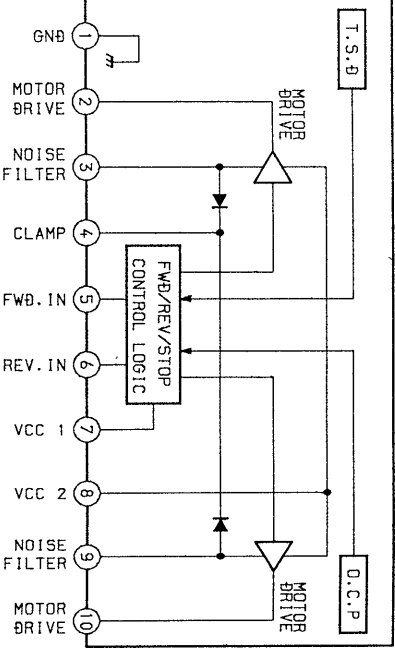 GND
1
MOTOR
DRIVE
2
NOISE
FILTER
3
CLAMP
4
FWD.IN
5
REV.IN
6
VCC 1
7
VCC 2
8
NOISE
FILTER
9
MOTOR
DRIVE
10
T.S.D
MOTOR
DRIVE
FWD/REV/STOP
CONTROL LOGIC
MOTOR
DRIVE
O.C.P